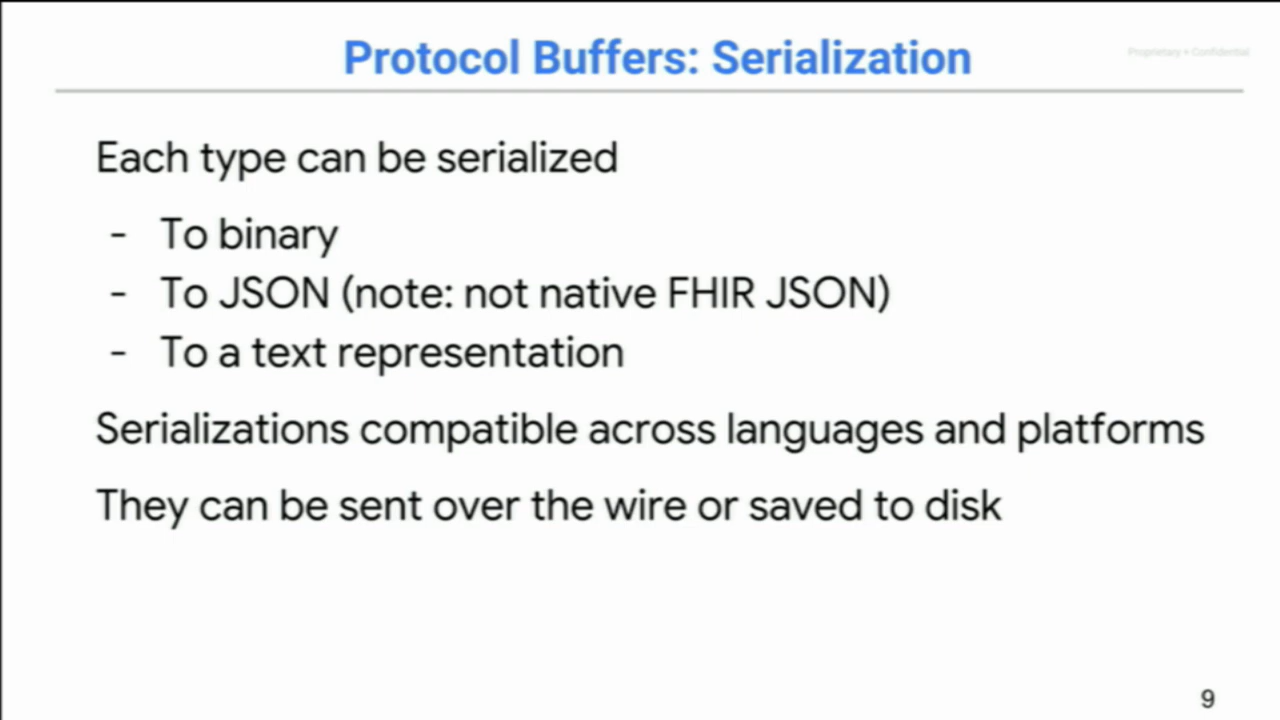 Protocol Buffers: Serialization
Proprietary + Confidential
Each type can be serialized
- To binary
- To JSON (note: not native FHIR JSON)
- To a text representation
Serializations compatible across languages and platforms
They can be sent over the wire or saved to disk
9